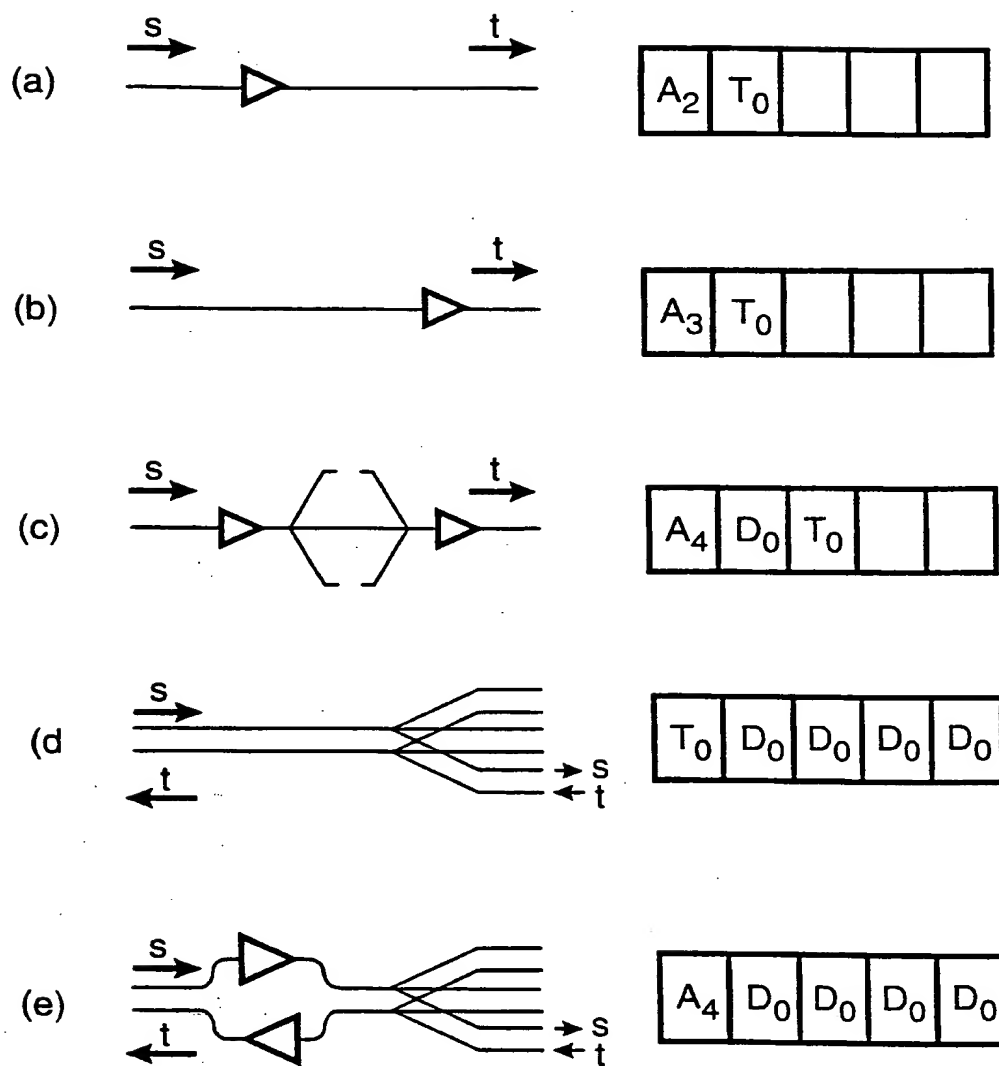 s t
(a) A₂ T₀
s t
(b) A₃ T₀
s t
(c) A₄ D₀ T₀
s
(d T₀ D₀ D₀ D₀ D₀
s
t
t
s
(e) A₄ D₀ D₀ D₀ D₀
s
t
t